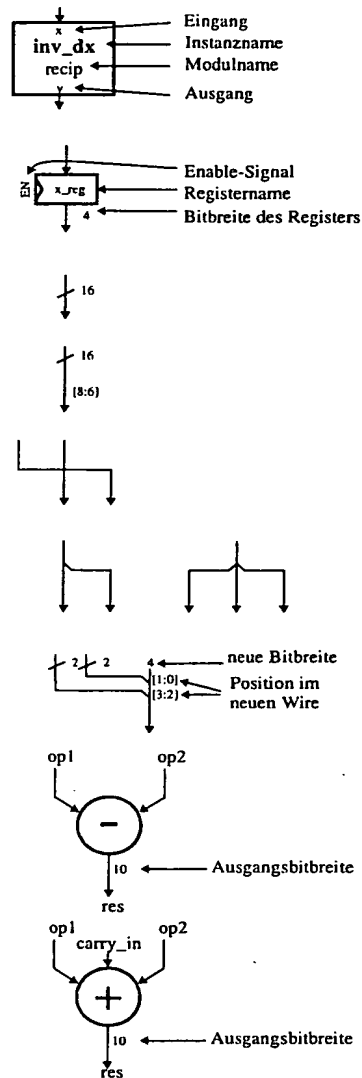 x
Eingang
inv_dx
Instanzname
recip
Modulname
y
Ausgang
Enable-Signal
EN
x_reg
Registername
4
Bitbreite des Registers
16
16
[8:6]
2
2
4
neue Bitbreite
[1:0]
Position im
[3:2]
neuen Wire
op1
op2
-
10
Ausgangsbitbreite
res
op1
op2
carry_in
+
10
Ausgangsbitbreite
res